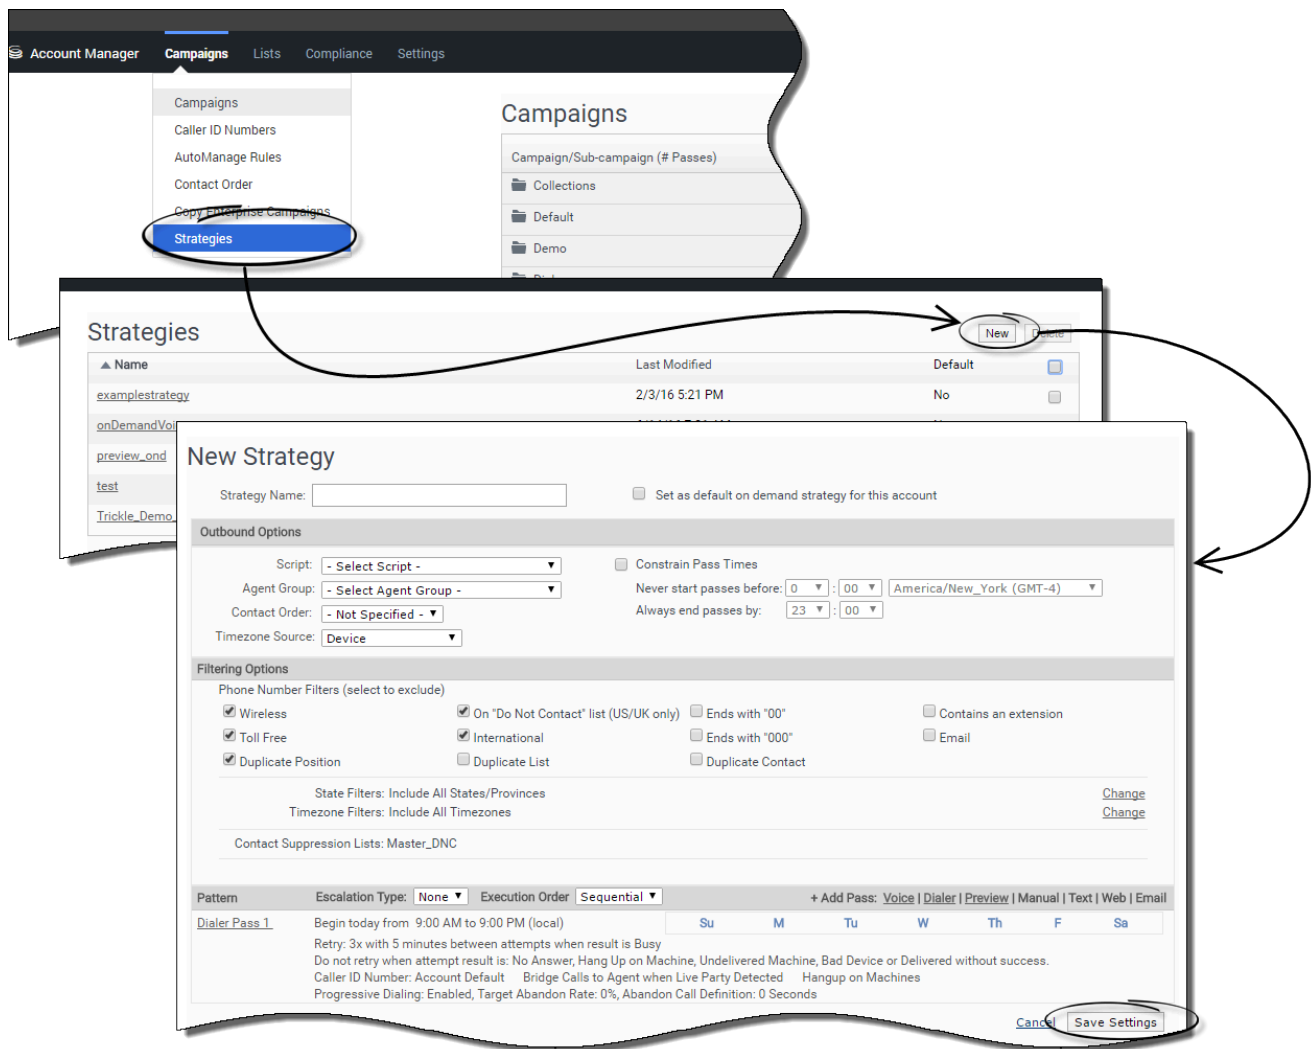 Account Manager Campaigns Lists Compliance Settings
Campaigns
Caller ID Numbers
AutoManage Rules
Contact Order
Copy Enterprise Campaigns
Strategies
Campaigns
Campaign/Sub-campaign (# Passes)
Collections
Default
Demo
Strategies
New Delete
Name Last Modified Default
examplestrategy 2/3/16 5:21 PM No
onDemandVoi
preview_ond
test
Trickle_Demo_
New Strategy
Strategy Name: Set as default on demand strategy for this account
Outbound Options
Script: - Select Script - Constrain Pass Times
Agent Group: - Select Agent Group - Never start passes before: 0 : 00 America/New_York (GMT-4)
Contact Order: - Not Specified - Always end passes by: 23 : 00
Timezone Source: Device
Filtering Options
Phone Number Filters (select to exclude)
Wireless On "Do Not Contact" list (US/UK only) Ends with "00" Contains an extension
Toll Free International Ends with "000" Email
Duplicate Position Duplicate List Duplicate Contact
State Filters: Include All States/Provinces Change
Timezone Filters: Include All Timezones Change
Contact Suppression Lists: Master_DNC
Pattern Escalation Type: None Execution Order Sequential + Add Pass: Voice | Dialer | Preview | Manual | Text | Web | Email
Dialer Pass 1 Begin today from 9:00 AM to 9:00 PM (local) Su M Tu W Th F Sa
Retry: 3x with 5 minutes between attempts when result is Busy
Do not retry when attempt result is: No Answer, Hang Up on Machine, Undelivered Machine, Bad Device or Delivered without success.
Caller ID Number: Account Default Bridge Calls to Agent when Live Party Detected Hangup on Machines
Progressive Dialing: Enabled, Target Abandon Rate: 0%, Abandon Call Definition: 0 Seconds
Cancel Save Settings